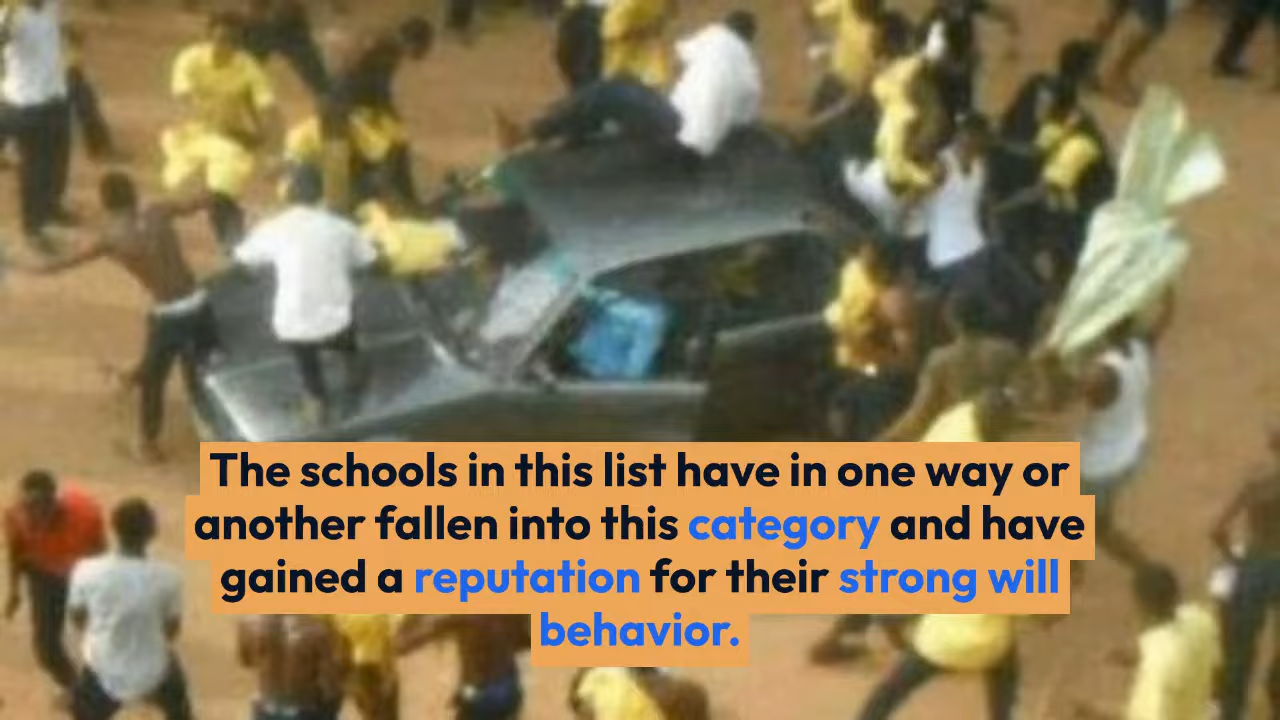 The schools in this list have in one way or
another fallen into this category and have
gained a reputation for their strong will
behavior.